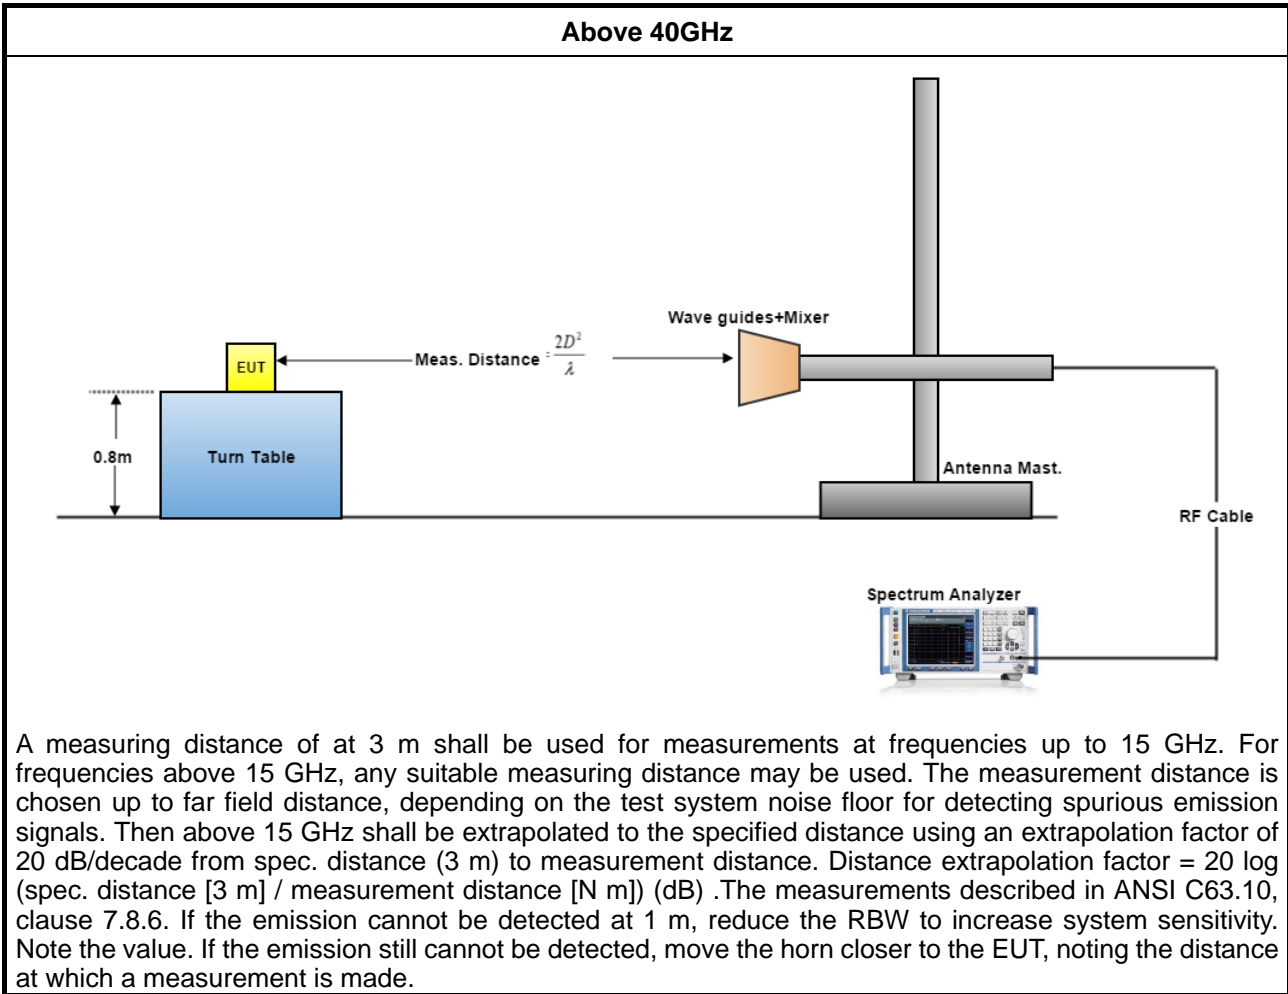 Above 40GHz
Wave guides+Mixer
EUT
Meas. Distance = 2D²/λ
0.8m
Turn Table
Antenna Mast.
RF Cable
Spectrum Analyzer
A measuring distance of at 3 m shall be used for measurements at frequencies up to 15 GHz. For
frequencies above 15 GHz, any suitable measuring distance may be used. The measurement distance is
chosen up to far field distance, depending on the test system noise floor for detecting spurious emission
signals. Then above 15 GHz shall be extrapolated to the specified distance using an extrapolation factor of
20 dB/decade from spec. distance (3 m) to measurement distance. Distance extrapolation factor = 20 log
(spec. distance [3 m] / measurement distance [N m]) (dB) .The measurements described in ANSI C63.10,
clause 7.8.6. If the emission cannot be detected at 1 m, reduce the RBW to increase system sensitivity.
Note the value. If the emission still cannot be detected, move the horn closer to the EUT, noting the distance
at which a measurement is made.